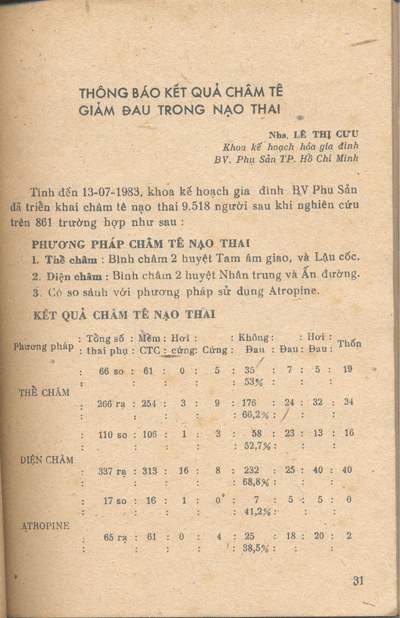 THÔNG BÁO KẾT QUẢ CHÂM TÊ
GIẢM ĐAU TRONG NẠO THAI
Nhs. LÊ THỊ CƯU
Khoa kế hoạch hóa gia đình
BV. Phụ Sản TP. Hồ Chí Minh
Tính đến 13-07-1983, khoa kế hoạch gia đình BV Phụ Sản
đã triển khai châm tê nạo thai 9.518 người sau khi nghiên cứu
trên 861 trường hợp như sau :
PHƯƠNG PHÁP CHÂM TÊ NẠO THAI
1. Thể châm : Bình châm 2 huyệt Tam âm giao, và Lậu cốc.
2. Diện châm : Bình châm 2 huyệt Nhân trung và Ấn đường.
3. Có so sánh với phương pháp sử dụng Atropine.
KẾT QUẢ CHÂM TÊ NẠO THAI
Phương pháp : Tổng số : Mềm : Hơi : : Không : : Hơi : Thốn
: thai phụ : CTC : cứng : Cứng : Đau : Đau : Đau :
: 66 so : 61 : 0 : 5 : 35 : 7 : 5 : 19
: : : : : 53% : :
THỂ CHÂM
: 266 rạ : 254 : 3 : 9 : 176 : 24 : 32 : 34
: : : : : 66,2% : :
: 110 so : 106 : 1 : 3 : 58 : 23 : 13 : 16
: : : : : 52,7% : :
DIỆN CHÂM
: 337 rạ : 313 : 16 : 8 : 232 : 25 : 40 : 40
: : : : : 68,8% : :
: 17 so : 16 : 1 : 0 : 7 : 5 : 5 : 0
: : : : : 41,2% : :
ATROPINE
: 65 rạ : 61 : 0 : 4 : 25 : 18 : 20 : 2
: : : : : 38,5% : :
31